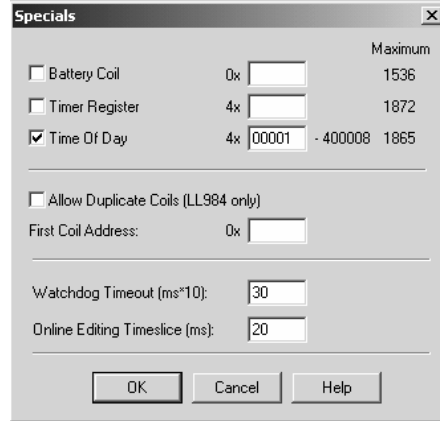 Specials
Maximum
Battery Coil 0x 1536
Timer Register 4x 1872
Time Of Day 4x 00001 - 400008 1865
Allow Duplicate Coils (LL984 only)
First Coil Address: 0x
Watchdog Timeout (ms*10): 30
Online Editing Timeslice (ms): 20
OK Cancel Help